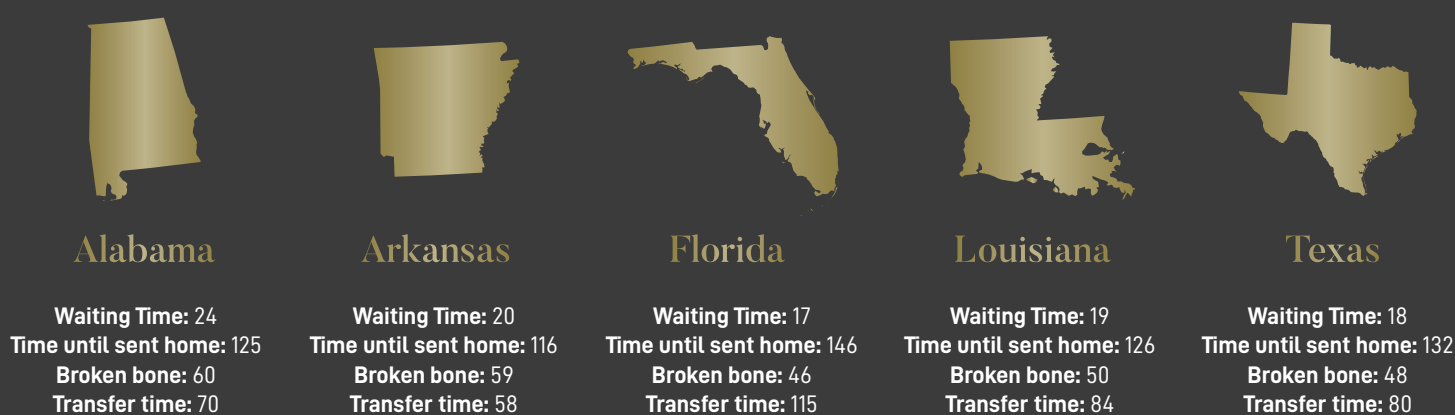 Alabama
Waiting Time: 24
Time until sent home: 125
Broken bone: 60
Transfer time: 70
Arkansas
Waiting Time: 20
Time until sent home: 116
Broken bone: 59
Transfer time: 58
Florida
Waiting Time: 17
Time until sent home: 146
Broken bone: 46
Transfer time: 115
Louisiana
Waiting Time: 19
Time until sent home: 126
Broken bone: 50
Transfer time: 84
Texas
Waiting Time: 18
Time until sent home: 132
Broken bone: 48
Transfer time: 80